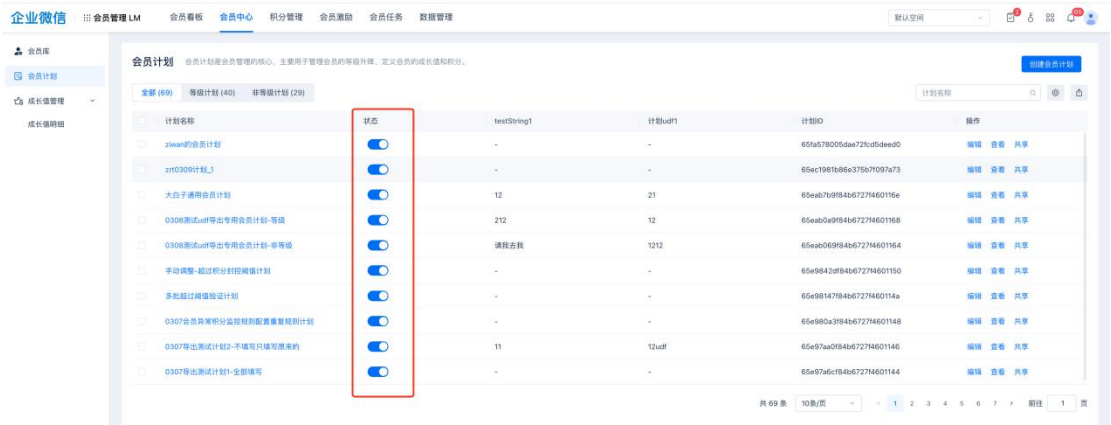 企业微信 会员管理 LM 会员看板 会员中心 积分管理 会员激励 会员任务 数据管理 默认空间
会员库
会员计划
成长值管理
成长值明细
会员计划 会员计划是会员管理的核心、主要用于管理会员的等级升降、定义会员的成长值和积分。 创建会员计划
全部 (69) 等级计划 (40) 非等级计划 (29) 计划名称
计划名称 状态 testString1 计划udf1 计划ID 操作
ziwan的会员计划 - - 65fa578005dae72fcd5deed0 编辑 查看 共享
zrt0309计划_1 - - 65ec1981b86e375b7f097a73 编辑 查看 共享
大白子通用会员计划 12 21 65eab7b9f84b6727f460116e 编辑 查看 共享
0308测试udf导出专用会员计划-等级 212 12 65eab0a9f84b6727f4601168 编辑 查看 共享
0308测试udf导出专用会员计划-非等级 请我去我 1212 65eab069f84b6727f4601164 编辑 查看 共享
手动调整-超过积分封控阈值计划 - - 65e9842df84b6727f4601150 编辑 查看 共享
多批超过阈值验证计划 - - 65e98147f84b6727f460114a 编辑 查看 共享
0307会员异常积分监控规则配置重复规则计划 - - 65e980a3f84b6727f4601148 编辑 查看 共享
0307导出测试计划2-不填写只填写原来的 11 12udf 65e97aa0f84b6727f4601146 编辑 查看 共享
0307导出测试计划1-全部填写 - - 65e97a6cf84b6727f4601144 编辑 查看 共享
共 69 条 10条/页 1 2 3 4 5 6 7 前往 1 页